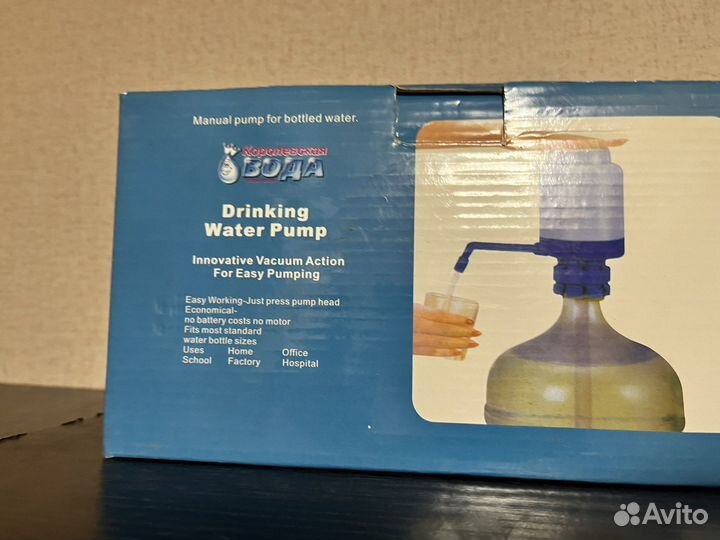 Manual pump for bottled water.
Королевская
ВОДА
Drinking
Water Pump
Innovative Vacuum Action
For Easy Pumping
Easy Working-Just press pump head
Economical-
no battery costs no motor
Fits most standard
water bottle sizes
Uses Home Office
School Factory Hospital
Avito